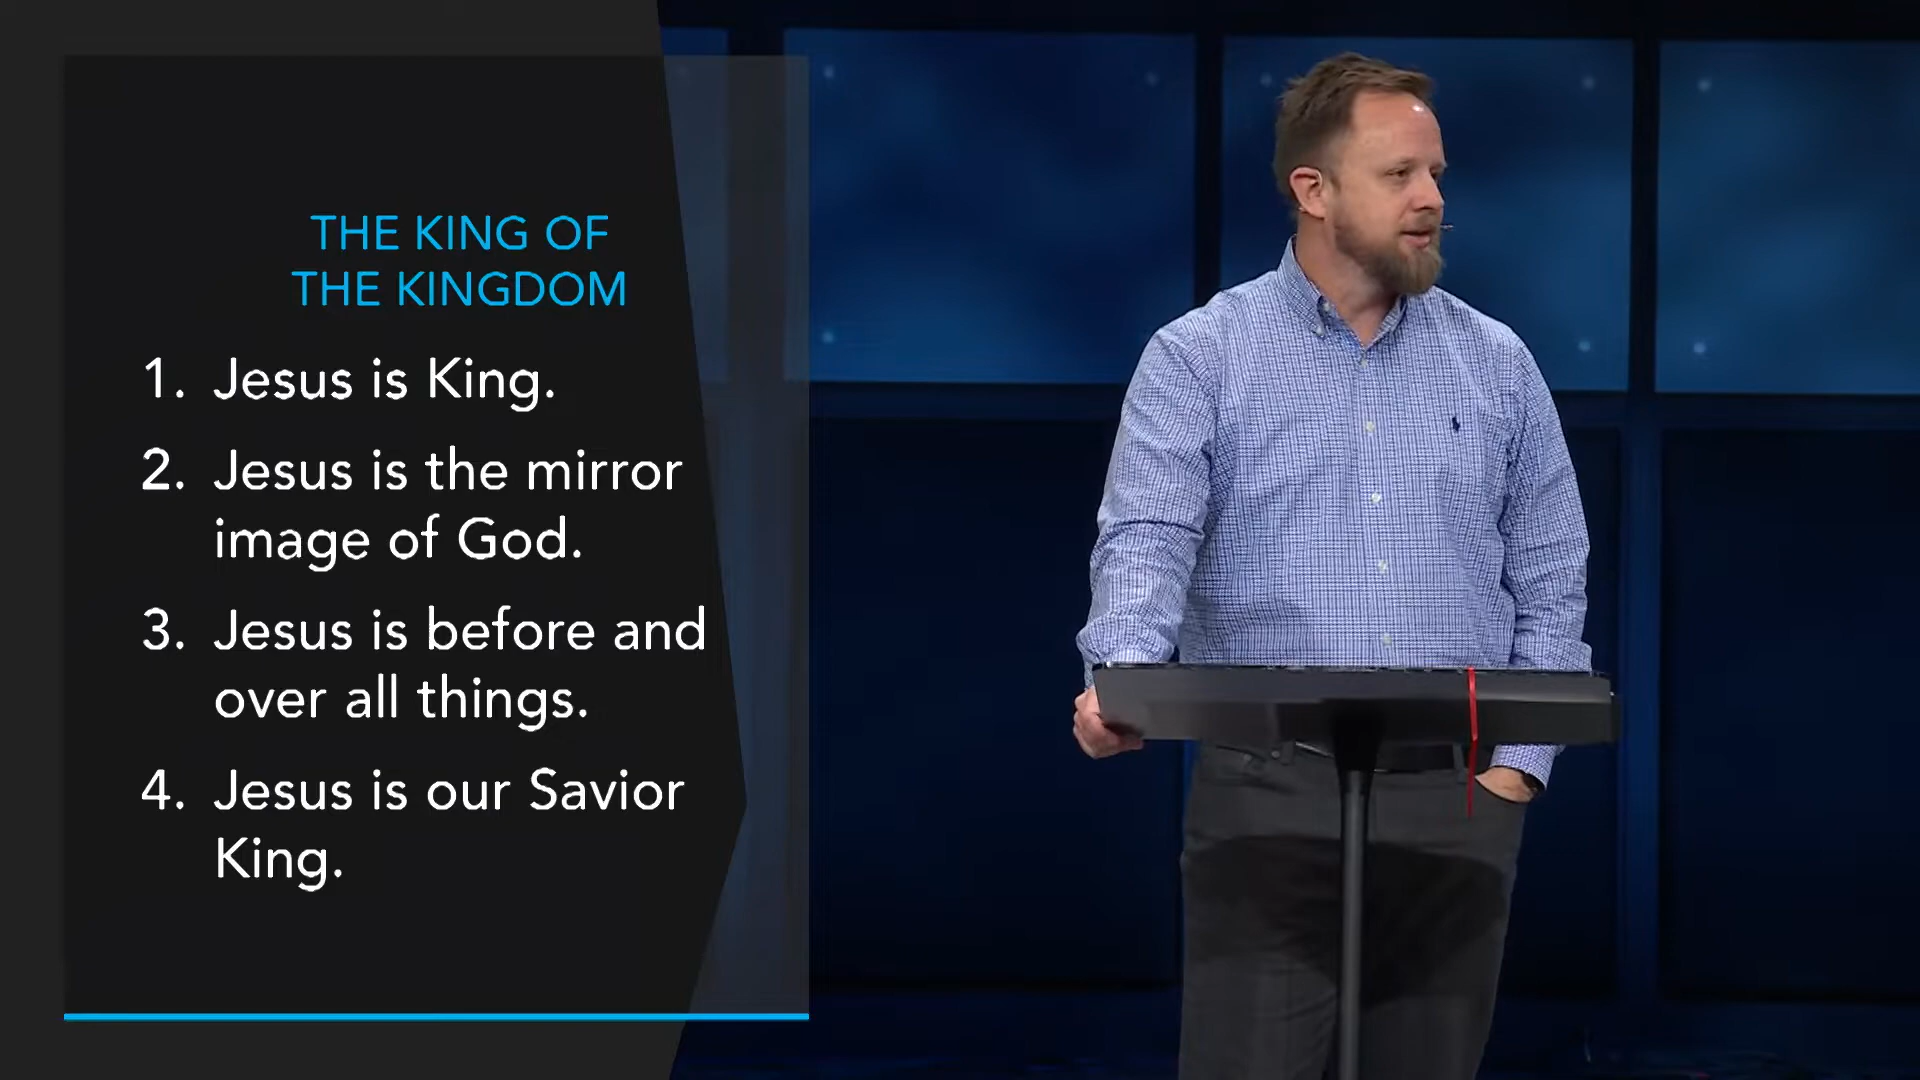 THE KING OF
THE KINGDOM
1. Jesus is King.
2. Jesus is the mirror
image of God.
3. Jesus is before and
over all things.
4. Jesus is our Savior
King.